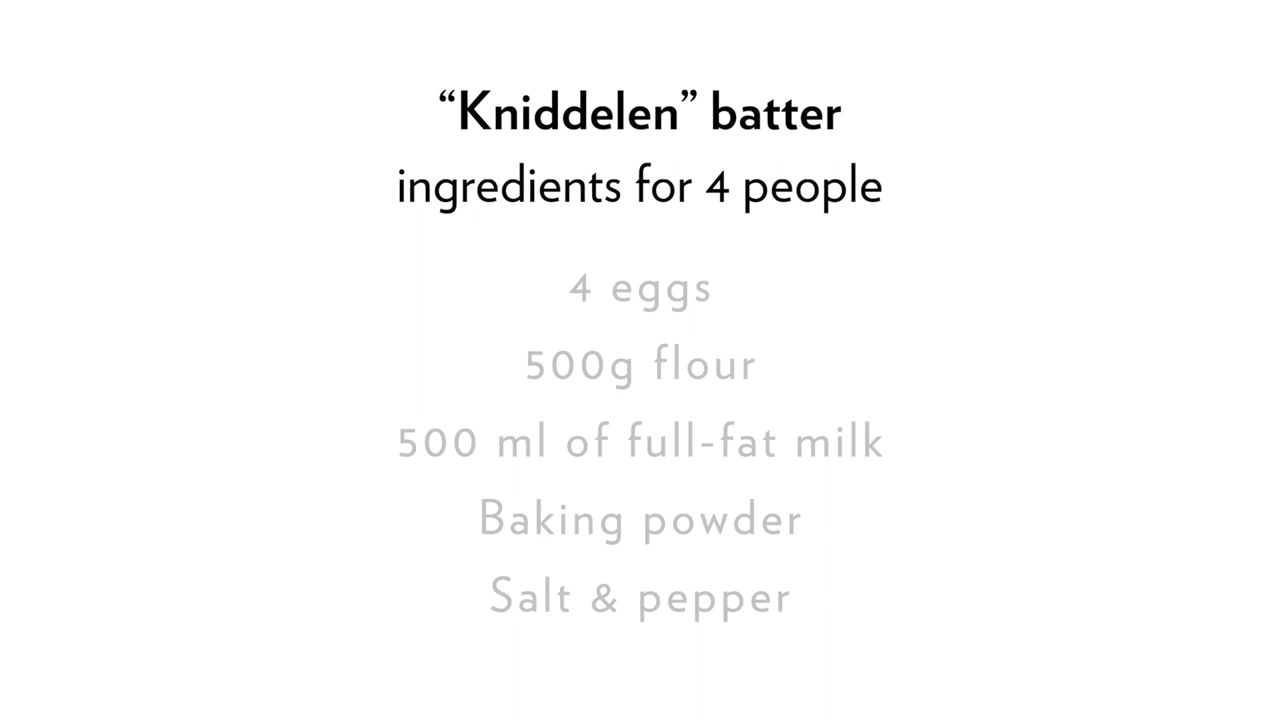 “Kniddelen” batter
ingredients for 4 people
4 eggs
500g flour
500 ml of full-fat milk
Baking powder
Salt & pepper